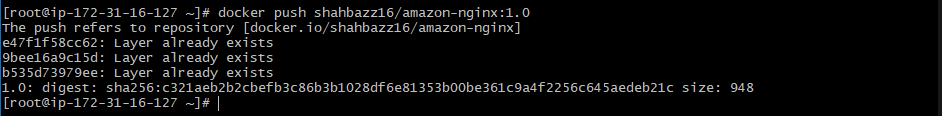 [root@ip-172-31-16-127 ~]# docker push shahbazz16/amazon-nginx:1.0
The push refers to repository [docker.io/shahbazz16/amazon-nginx]
e47f1f58cc62: Layer already exists
9bee16a9c15d: Layer already exists
b535d73979ee: Layer already exists
1.0: digest: sha256:c321aeb2b2cbefb3c86b3b1028df6e81353b00be361c9a4f2256c645aedeb21c size: 948
[root@ip-172-31-16-127 ~]#